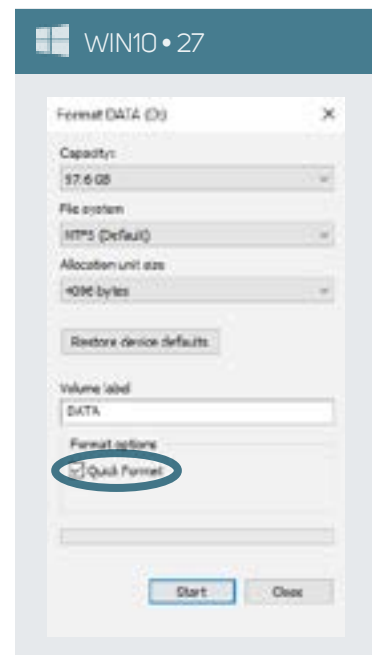 WIN10 • 27
Format DATA (D:)
Capacity:
57.6 GB
File system
NTFS (Default)
Allocation unit size
4096 bytes
Restore device defaults
Volume label
DATA
Format options
Quick Format
Start
Close